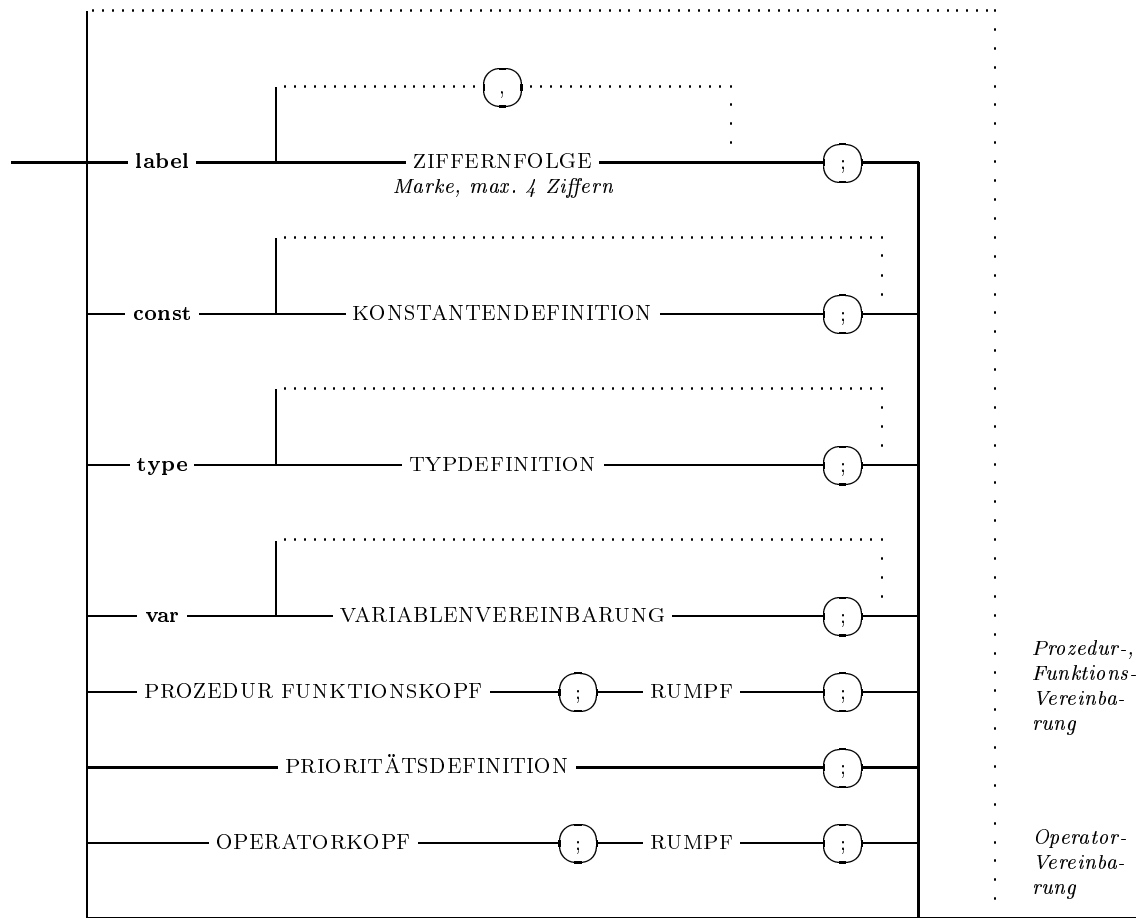 ,
label ZIFFERNFOLGE ;
Marke, max. 4 Ziffern
const KONSTANTENDEFINITION ;
type TYPDEFINITION ;
var VARIABLENVEREINBARUNG ;
PROZEDUR FUNKTIONSKOPF ; RUMPF ;
Prozedur-,
Funktions-
Vereinba-
rung
PRIORITÄTSDEFINITION ;
OPERATORKOPF ; RUMPF ;
Operator-
Vereinba-
rung